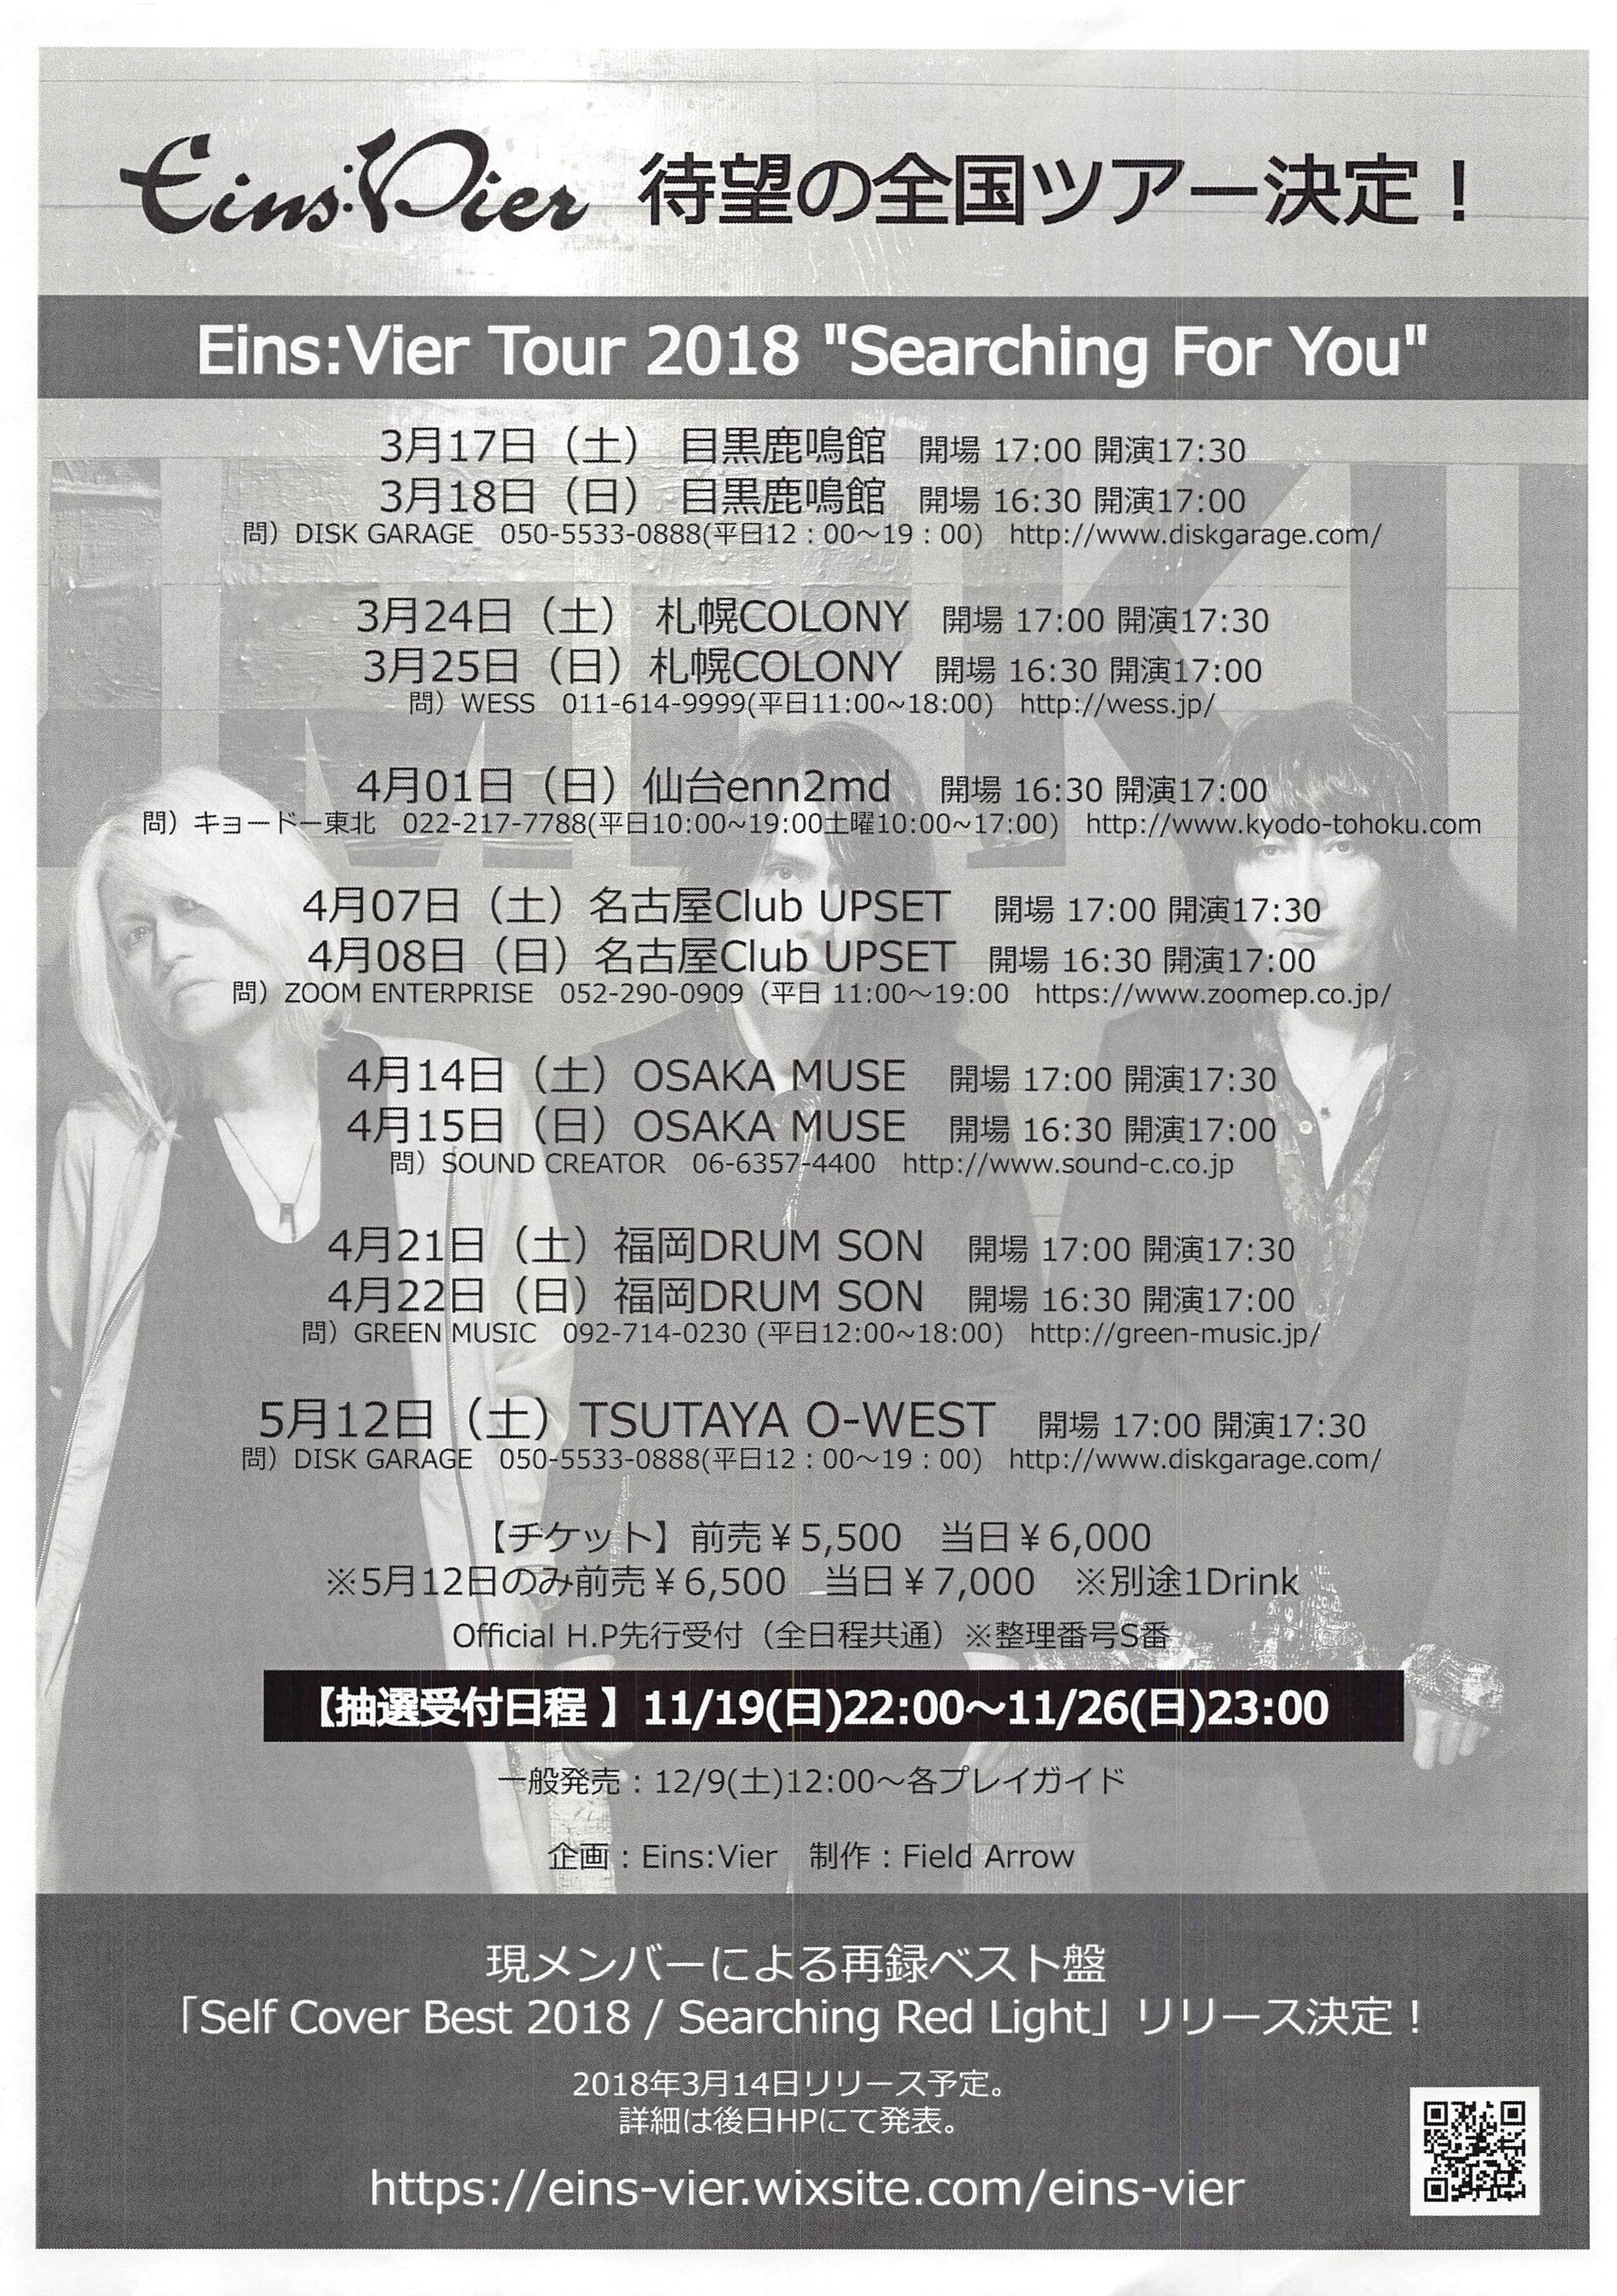 Eins:Vier 待望の全国ツアー決定！
Eins:Vier Tour 2018 "Searching For You"
3月17日（土） 目黒鹿鳴館 開場 17:00 開演17:30
3月18日（日） 目黒鹿鳴館 開場 16:30 開演17:00
問）DISK GARAGE 050-5533-0888(平日12：00〜19：00) http://www.diskgarage.com/
3月24日（土） 札幌COLONY 開場 17:00 開演17:30
3月25日（日）札幌COLONY 開場 16:30 開演17:00
問）WESS 011-614-9999(平日11:00~18:00) http://wess.jp/
4月01日（日）仙台enn2md 開場 16:30 開演17:00
問）キョードー東北 022-217-7788(平日10:00~19:00土曜10:00~17:00) http://www.kyodo-tohoku.com
4月07日（土）名古屋Club UPSET 開場 17:00 開演17:30
4月08日（日）名古屋Club UPSET 開場 16:30 開演17:00
問）ZOOM ENTERPRISE 052-290-0909（平日 11:00〜19:00 https://www.zoomep.co.jp/
4月14日（土）OSAKA MUSE 開場 17:00 開演17:30
4月15日（日）OSAKA MUSE 開場 16:30 開演17:00
問）SOUND CREATOR 06-6357-4400 http://www.sound-c.co.jp
4月21日（土）福岡DRUM SON 開場 17:00 開演17:30
4月22日（日）福岡DRUM SON 開場 16:30 開演17:00
問）GREEN MUSIC 092-714-0230 (平日12:00~18:00) http://green-music.jp/
5月12日（土）TSUTAYA O-WEST 開場 17:00 開演17:30
問）DISK GARAGE 050-5533-0888(平日12：00〜19：00) http://www.diskgarage.com/
【チケット】前売￥5,500 当日￥6,000
※5月12日のみ前売￥6,500 当日￥7,000 ※別途1Drink
Official H.P先行受付（全日程共通）※整理番号S番
【抽選受付日程 】11/19(日)22:00〜11/26(日)23:00
一般発売：12/9(土)12:00〜各プレイガイド
企画：Eins:Vier 制作：Field Arrow
現メンバーによる再録ベスト盤
「Self Cover Best 2018 / Searching Red Light」リリース決定！
2018年3月14日リリース予定。
詳細は後日HPにて発表。
https://eins-vier.wixsite.com/eins-vier